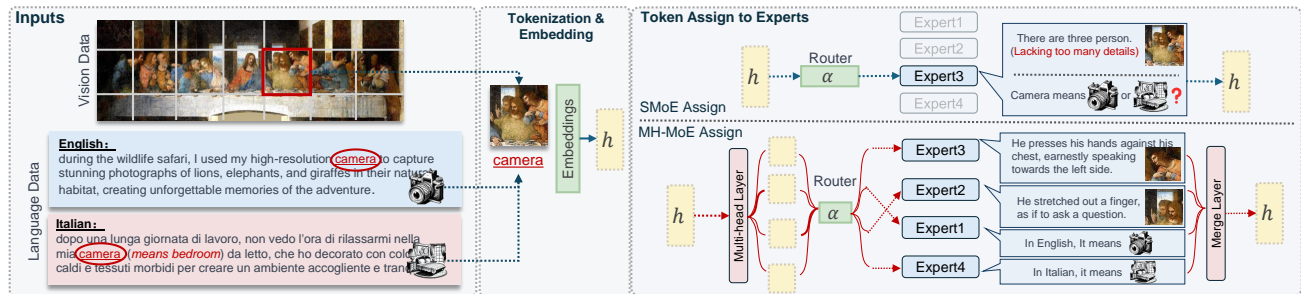 Inputs
Vision Data
Language Data
English：
during the wildlife safari, I used my high-resolution camera to capture
stunning photographs of lions, elephants, and giraffes in their natural
habitat, creating unforgettable memories of the adventure.
Italian：
dopo una lunga giornata di lavoro, non vedo l'ora di rilassarmi nella
mia camera (means bedroom) da letto, che ho decorato con
caldi e tessuti morbidi per creare un ambiente accogliente e
Tokenization &
Embedding
camera
Embeddings
h
Token Assign to Experts
h
Router
α
Expert1
Expert2
Expert3
Expert4
There are three person.
(Lacking too many details)
Camera means
or
?
h
SMoE Assign
MH-MoE Assign
h
Multi-head Layer
Router
α
Expert3
Expert2
Expert1
Expert4
He presses his hands against his
chest, earnestly speaking
towards the left side.
He stretched out a finger,
as if to ask a question.
In English, It means
In Italian, it means
Merge Layer
h